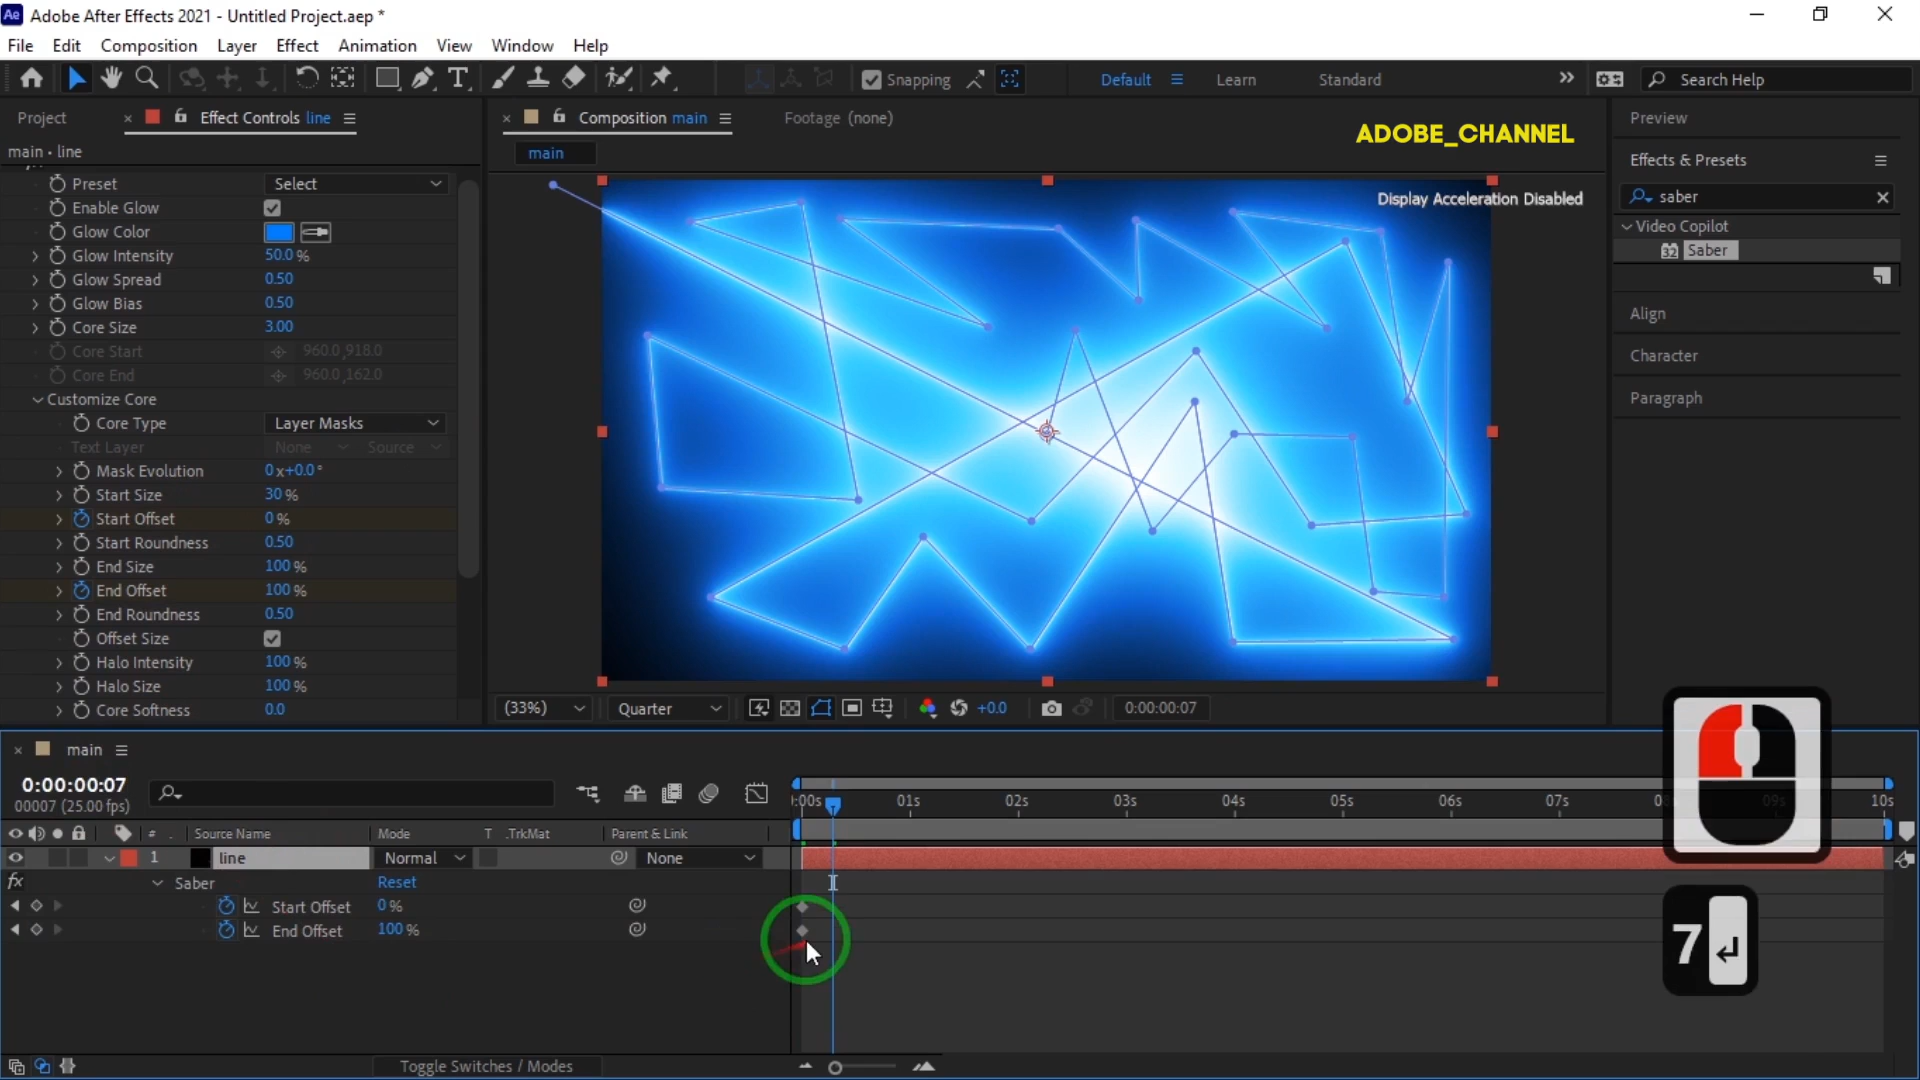 Ae Adobe After Effects 2021 - Untitled Project.aep *
File Edit Composition Layer Effect Animation View Window Help
Snapping Default Learn Standard Search Help
Project Effect Controls line Composition main Footage (none) Preview
ADOBE_CHANNEL
main • line
main
Effects & Presets
Preset Select
Display Acceleration Disabled
saber
Enable Glow
Glow Color
Video Copilot
32 Saber
Glow Intensity 50.0 %
Glow Spread 0.50
Glow Bias 0.50
Align
Core Size 3.00
Core Start 960.0,918.0
Character
Core End 960.0,162.0
Customize Core
Paragraph
Core Type Layer Masks
Text Layer None Source
Mask Evolution 0x+0.0°
Start Size 30 %
Start Offset 0 %
Start Roundness 0.50
End Size 100 %
End Offset 100 %
End Roundness 0.50
Offset Size
Halo Intensity 100 %
Halo Size 100 %
Core Softness 0.0
(33%) Quarter +0.0 0:00:00:07
main
0:00:00:07
00007 (25.00 fps)
:00s 01s 02s 03s 04s 05s 06s 07s 09s 10s
# Source Name Mode T .TrkMat Parent & Link
1 line Normal None
fx Saber Reset
Start Offset 0 %
End Offset 100 %
7
Toggle Switches / Modes